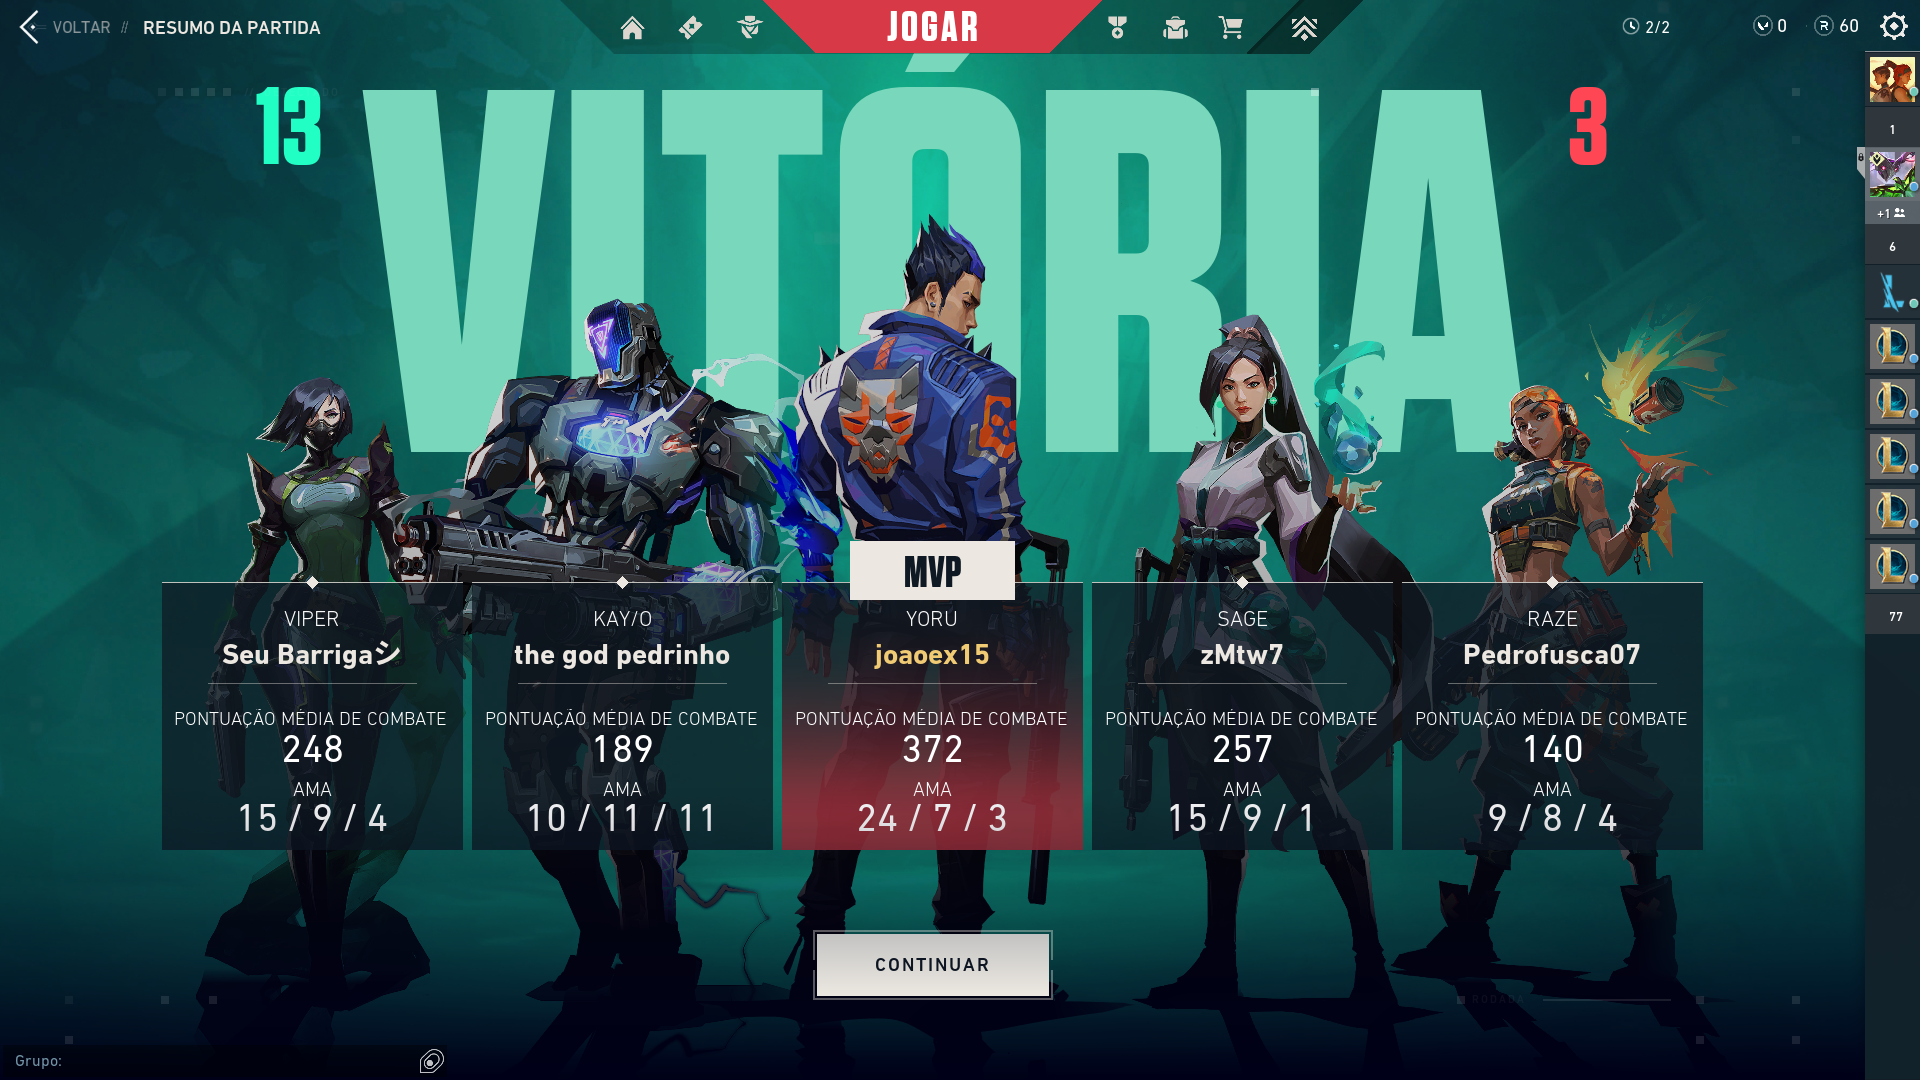 VOLTAR // RESUMO DA PARTIDA
JOGAR
2/2
0
60
13
VITÓRIA
3
1
+1
6
77
MVP
VIPER
Seu Barrigaシ
PONTUAÇÃO MÉDIA DE COMBATE
248
AMA
15 / 9 / 4
KAY/O
the god pedrinho
PONTUAÇÃO MÉDIA DE COMBATE
189
AMA
10 / 11 / 11
YORU
joaoex15
PONTUAÇÃO MÉDIA DE COMBATE
372
AMA
24 / 7 / 3
SAGE
zMtw7
PONTUAÇÃO MÉDIA DE COMBATE
257
AMA
15 / 9 / 1
RAZE
Pedrofusca07
PONTUAÇÃO MÉDIA DE COMBATE
140
AMA
9 / 8 / 4
CONTINUAR
RODADA
Grupo: